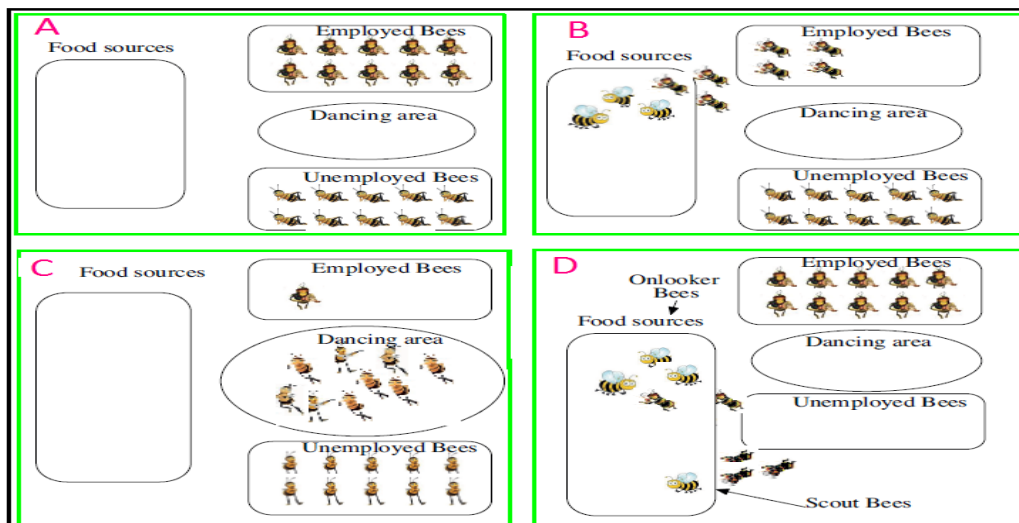 A
Food sources
Employed Bees
Dancing area
Unemployed Bees
B
Food sources
Employed Bees
Dancing area
Unemployed Bees
C
Food sources
Employed Bees
Dancing area
Unemployed Bees
D
Onlooker
Bees
Food sources
Employed Bees
Dancing area
Unemployed Bees
Scout Bees